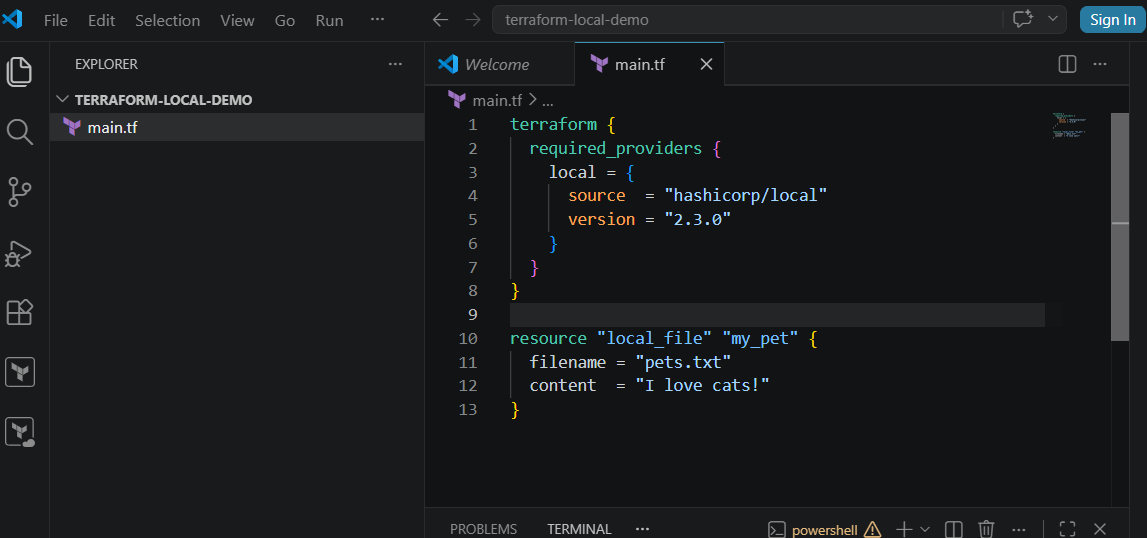 File Edit Selection View Go Run ···
terraform-local-demo
Sign In
EXPLORER ···
TERRAFORM-LOCAL-DEMO
main.tf
Welcome
main.tf
main.tf > ...
1 terraform {
2   required_providers {
3     local = {
4       source  = "hashicorp/local"
5       version = "2.3.0"
6     }
7   }
8 }
9
10 resource "local_file" "my_pet" {
11   filename = "pets.txt"
12   content  = "I love cats!"
13 }
PROBLEMS TERMINAL ··· powershell